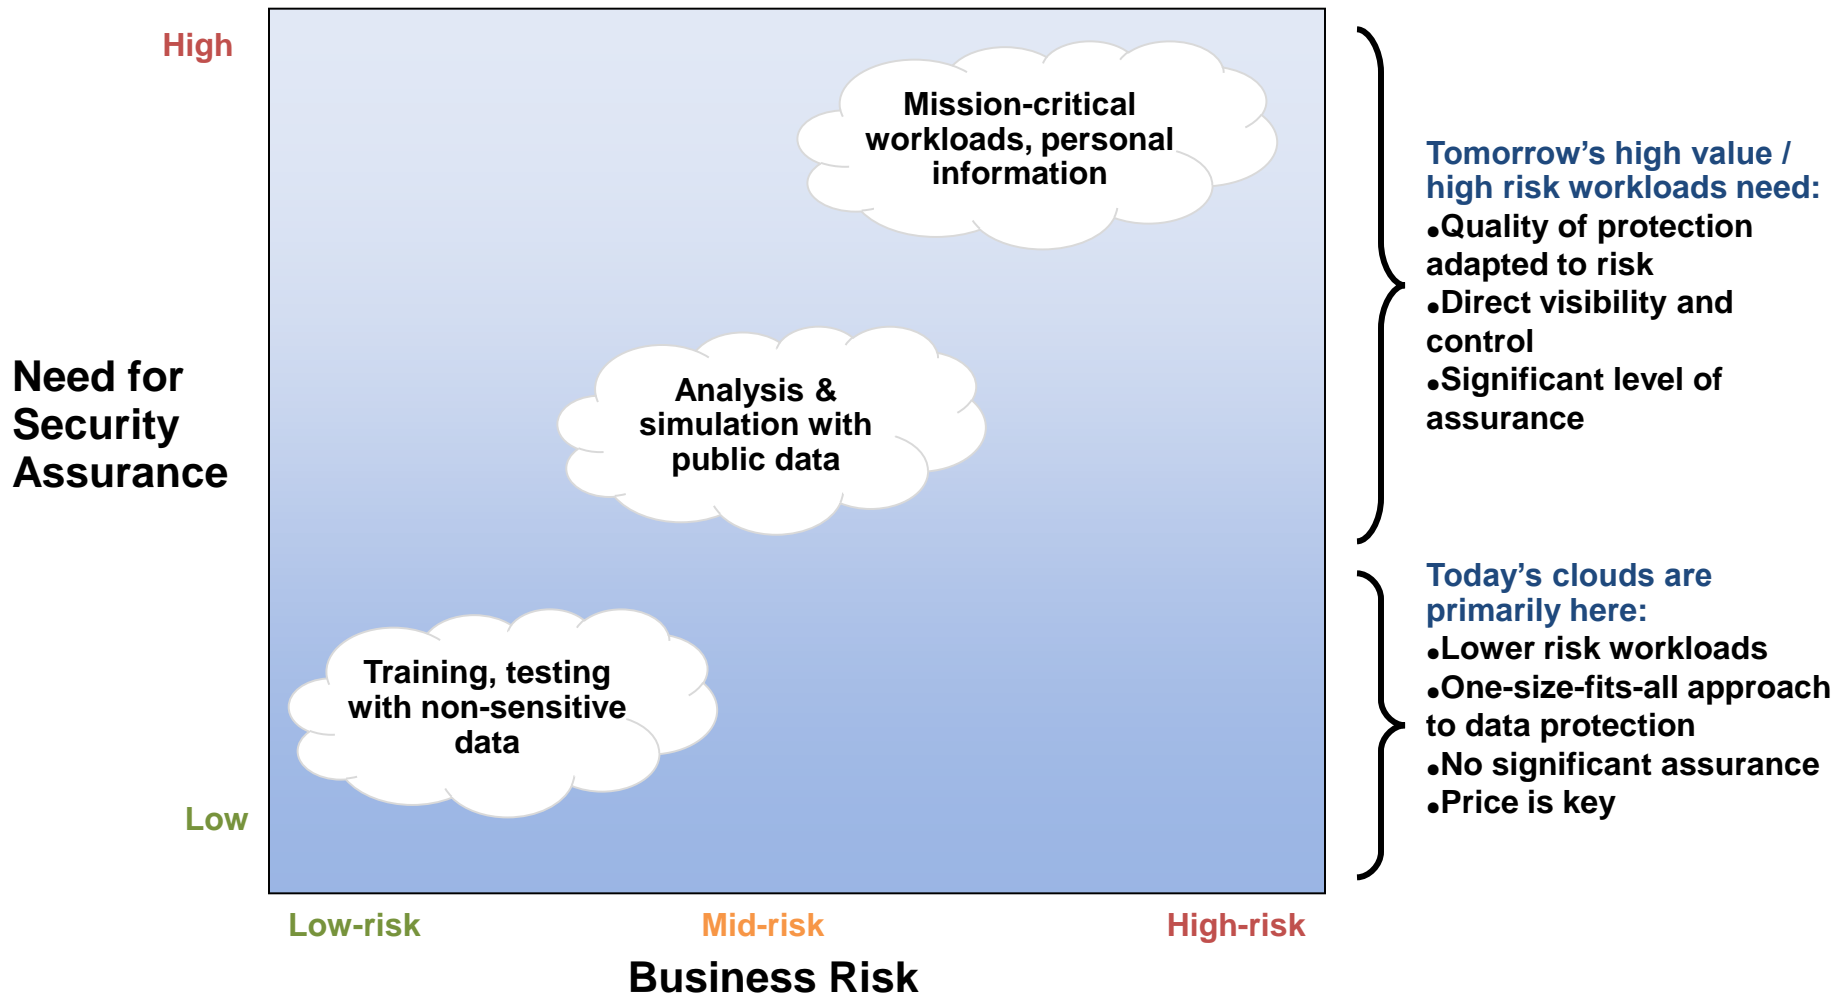 High
Mission-critical
workloads, personal
information
Tomorrow’s high value /
high risk workloads need:
•Quality of protection
adapted to risk
•Direct visibility and
control
•Significant level of
assurance
Need for
Security
Assurance
Analysis &
simulation with
public data
Today’s clouds are
primarily here:
•Lower risk workloads
•One-size-fits-all approach
to data protection
•No significant assurance
•Price is key
Training, testing
with non-sensitive
data
Low
Low-risk
Mid-risk
High-risk
Business Risk